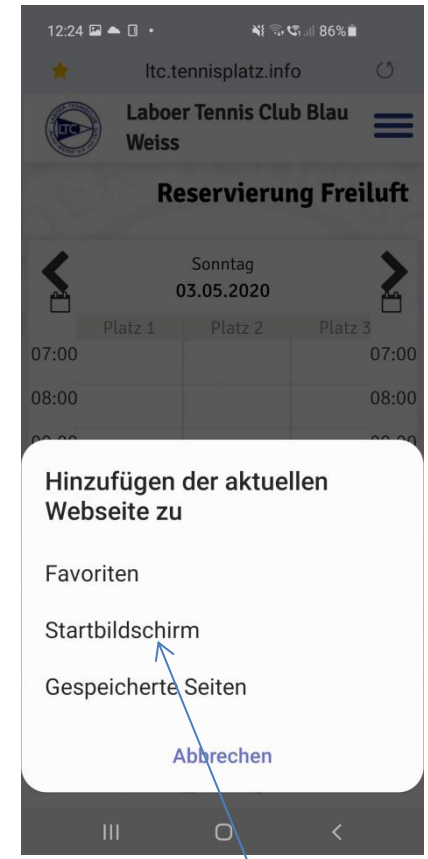 12:24 86%
ltc.tennisplatz.info
LTC
Laboer Tennis Club Blau
Weiss
Reservierung Freiluft
Sonntag
03.05.2020
Platz 1 Platz 2 Platz 3
07:00 07:00
08:00 08:00
Hinzufügen der aktuellen
Webseite zu
Favoriten
Startbildschirm
Gespeicherte Seiten
Abbrechen